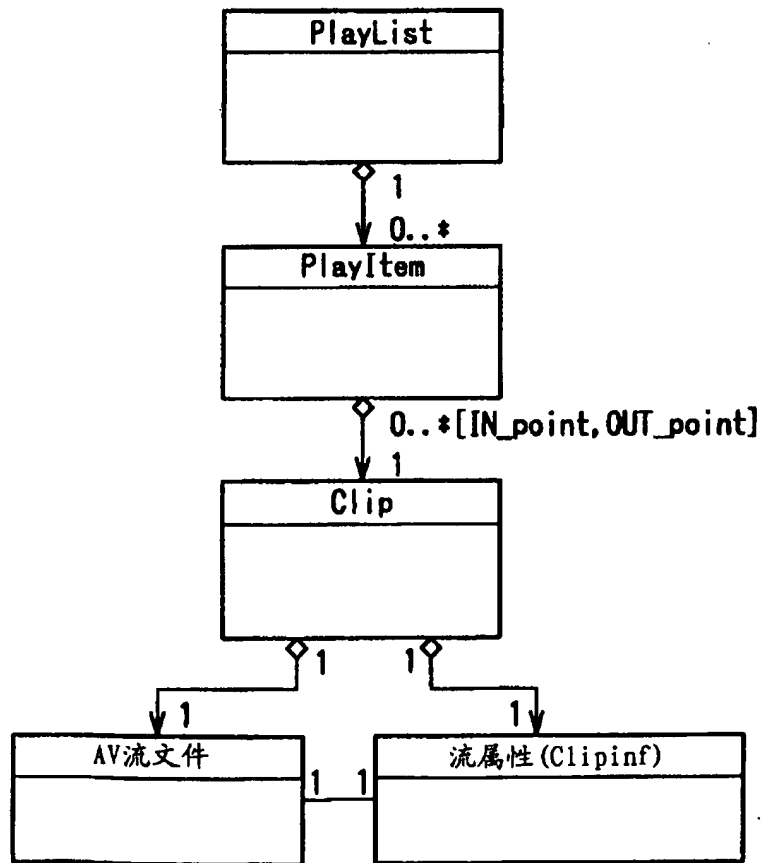 PlayList
1
0..*
PlayItem
0..*[IN_point,OUT_point]
1
Clip
1 1
1 1
AV流文件 流属性(Clipinf)
1 1